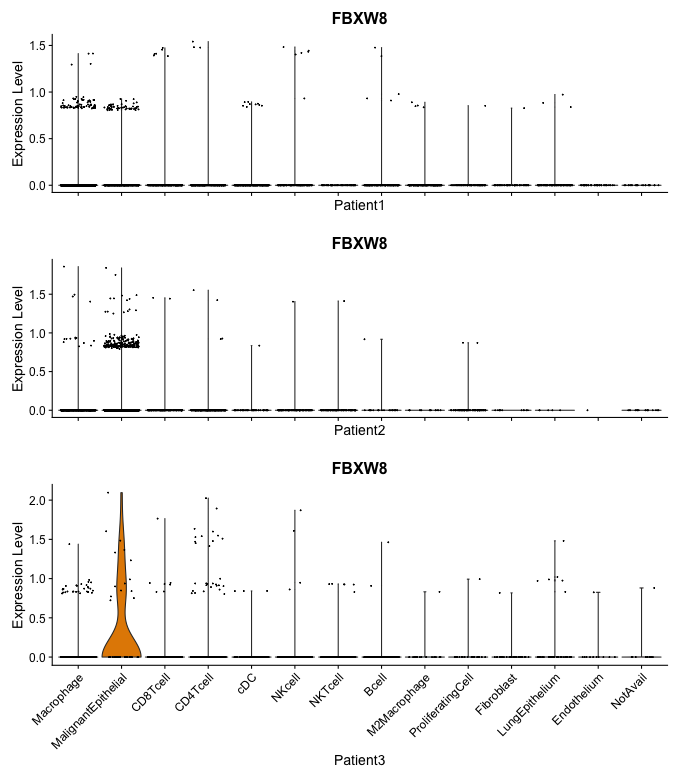 FBXW8
Expression Level
1.5
1.0
0.5
0.0
Patient1
FBXW8
Expression Level
1.5
1.0
0.5
0.0
Patient2
FBXW8
Expression Level
2.0
1.5
1.0
0.5
0.0
Macrophage
MalignantEpithelial
CD8Tcell
CD4Tcell
cDC
NKcell
NKTcell
Bcell
M2Macrophage
ProliferatingCell
Fibroblast
LungEpithelium
Endothelium
NotAvail
Patient3